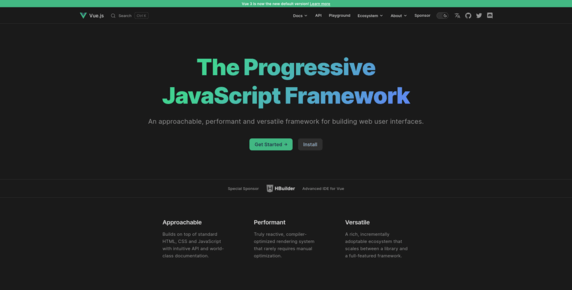 Vue 3 is now the new default version! Learn more
Vue.js Search Docs API Playground Ecosystem About Sponsor
The Progressive
JavaScript Framework
An approachable, performant and versatile framework for building web user interfaces.
Get Started → Install
Special Sponsor HBuilder Advanced IDE for Vue
Approachable
Builds on top of standard
HTML, CSS and JavaScript
with intuitive API and world-
class documentation.
Performant
Truly reactive, compiler-
optimized rendering system
that rarely requires manual
optimization.
Versatile
A rich, incrementally
adoptable ecosystem that
scales between a library and
a full-featured framework.